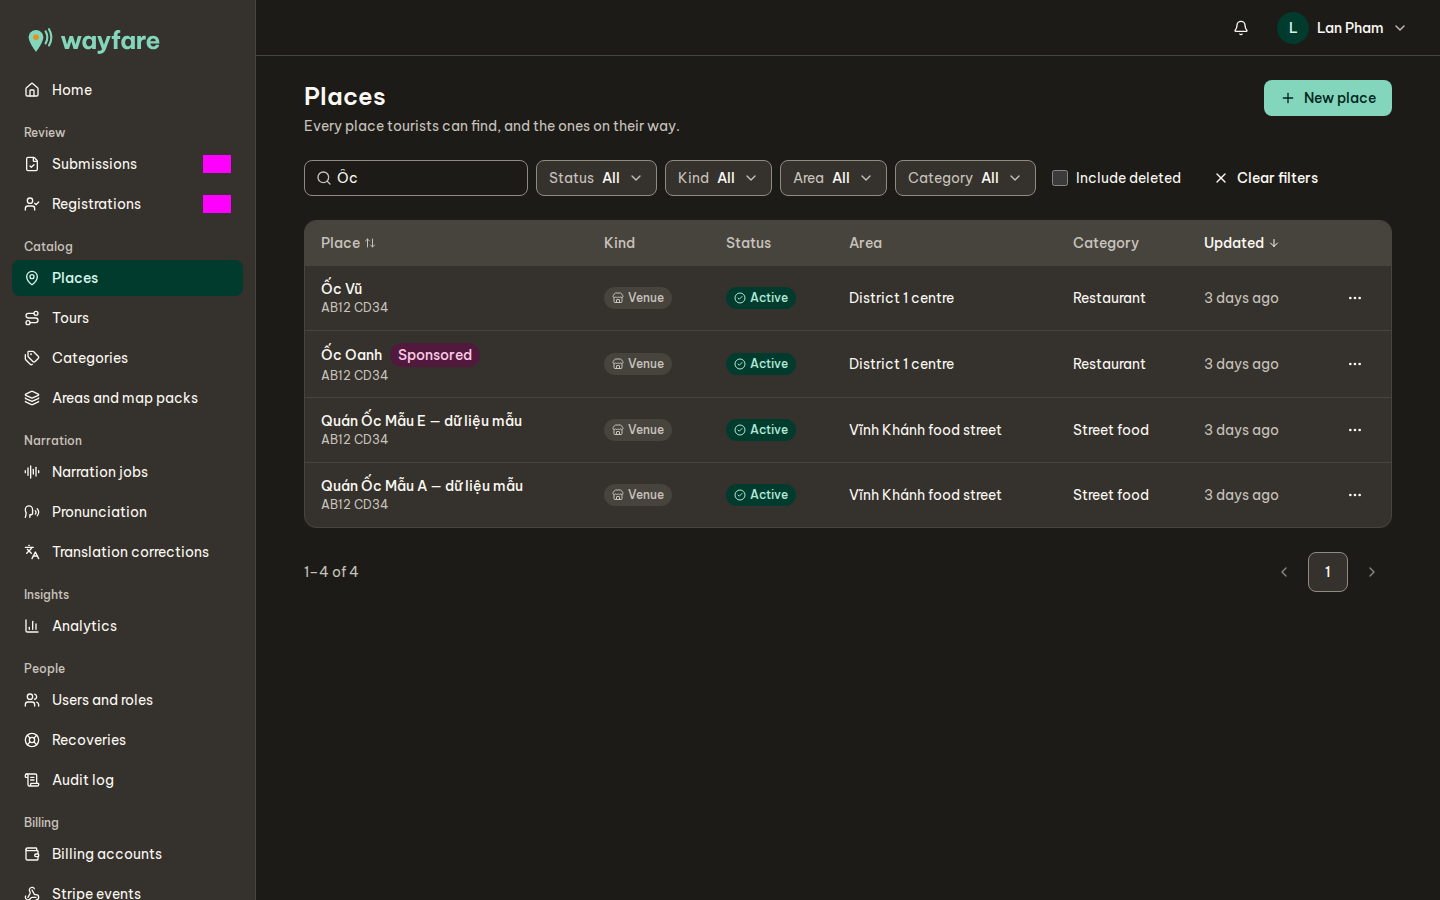 wayfare
Home
Review
Submissions
Registrations
Catalog
Places
Tours
Categories
Areas and map packs
Narration
Narration jobs
Pronunciation
Translation corrections
Insights
Analytics
People
Users and roles
Recoveries
Audit log
Billing
Billing accounts
Stripe events
L Lan Pham
Places
New place
Every place tourists can find, and the ones on their way.
Ốc Status All Kind All Area All Category All Include deleted Clear filters
Place Kind Status Area Category Updated
Ốc Vũ
AB12 CD34
Venue Active District 1 centre Restaurant 3 days ago
Ốc Oanh Sponsored
AB12 CD34
Venue Active District 1 centre Restaurant 3 days ago
Quán Ốc Mẫu E — dữ liệu mẫu
AB12 CD34
Venue Active Vĩnh Khánh food street Street food 3 days ago
Quán Ốc Mẫu A — dữ liệu mẫu
AB12 CD34
Venue Active Vĩnh Khánh food street Street food 3 days ago
1–4 of 4
1